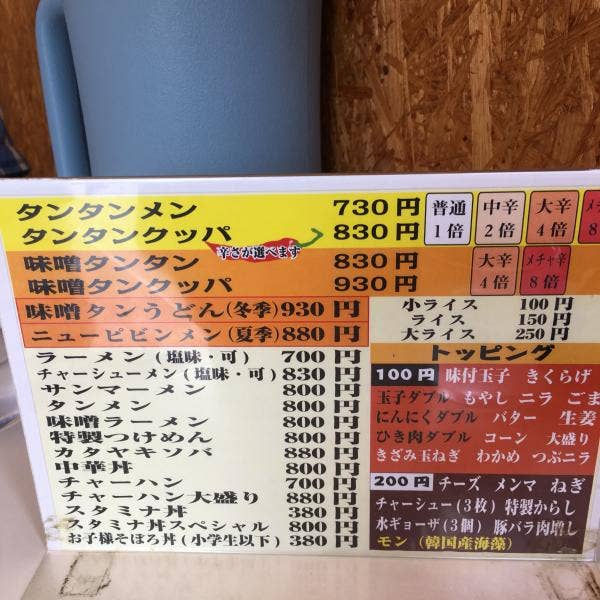 タンタンメン 730円 普通 1倍 中辛 2倍 大辛 4倍
タンタンクッパ 830円
辛さが選べます
味噌タンタン 830円 大辛 4倍 メチャ辛 8倍
味噌タンクッパ 930円
味噌タンうどん(冬季)930円
ニューピビンメン(夏季)880円
小ライス 100円
ライス 150円
大ライス 250円
ラーメン(塩味・可) 700円
チャーシューメン(塩味・可)830円
サンマーメン 800円
タンメン 800円
味噌ラーメン 800円
特製つけめん 800円
カタヤキソバ 880円
中華丼 800円
チャーハン 700円
チャーハン大盛り 880円
スタミナ丼 380円
スタミナ丼スペシャル 800円
お子様そぼろ丼(小学生以下)380円
トッピング
100円 味付玉子 きくらげ
玉子ダブル もやし ニラ ごま
にんにくダブル バター 生姜
ひき肉ダブル コーン 大盛り
きざみ玉ねぎ わかめ つぶニラ
200円 チーズ メンマ ねぎ
チャーシュー(3枚) 特製からし
水ギョーザ(3個) 豚バラ肉増し
モン(韓国産海藻)